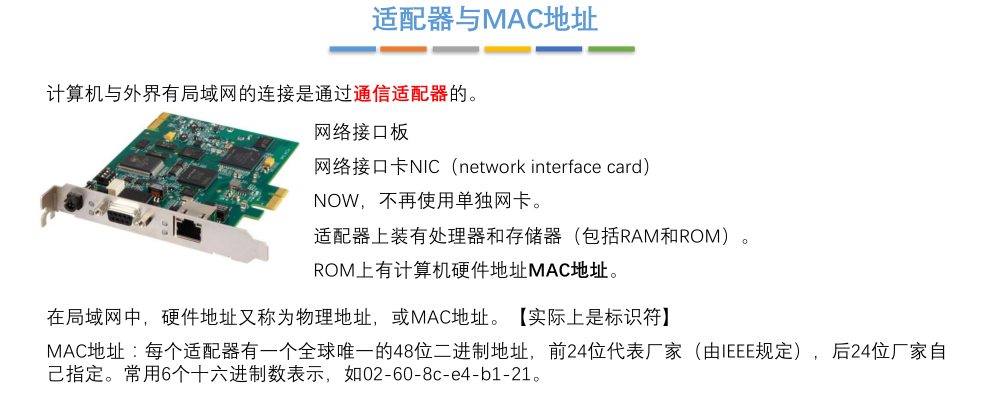 适配器与MAC地址
计算机与外界有局域网的连接是通过通信适配器的。
网络接口板
网络接口卡NIC（network interface card）
NOW，不再使用单独网卡。
适配器上装有处理器和存储器（包括RAM和ROM）。
ROM上有计算机硬件地址MAC地址。
在局域网中，硬件地址又称为物理地址，或MAC地址。【实际上是标识符】
MAC地址：每个适配器有一个全球唯一的48位二进制地址，前24位代表厂家（由IEEE规定），后24位厂家自
己指定。常用6个十六进制数表示，如02-60-8c-e4-b1-21。